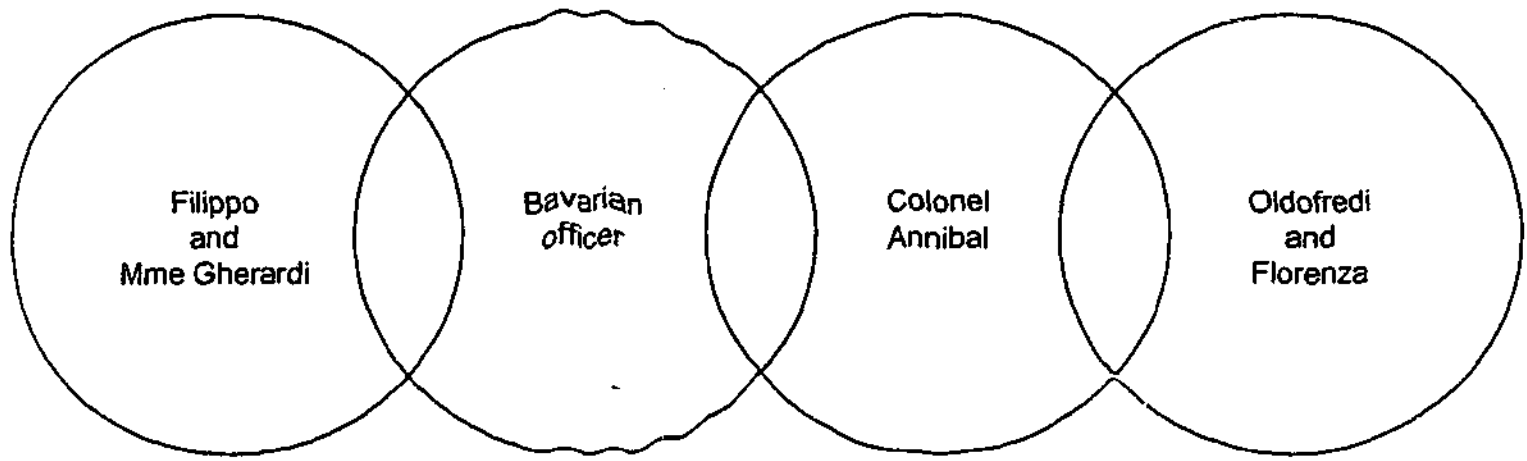 Filippo
and
Mme Gherardi
Bavarian
officer
Colonel
Annibal
Oldofredi
and
Florenza